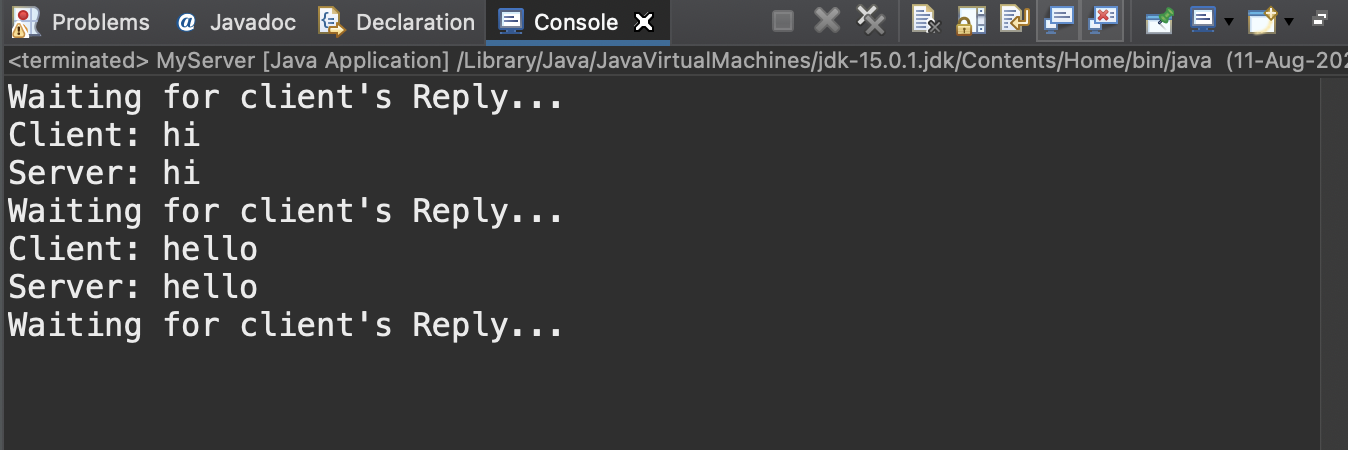 Problems @ Javadoc Declaration Console
<terminated> MyServer [Java Application] /Library/Java/JavaVirtualMachines/jdk-15.0.1.jdk/Contents/Home/bin/java (11-Aug-202
Waiting for client's Reply...
Client: hi
Server: hi
Waiting for client's Reply...
Client: hello
Server: hello
Waiting for client's Reply...